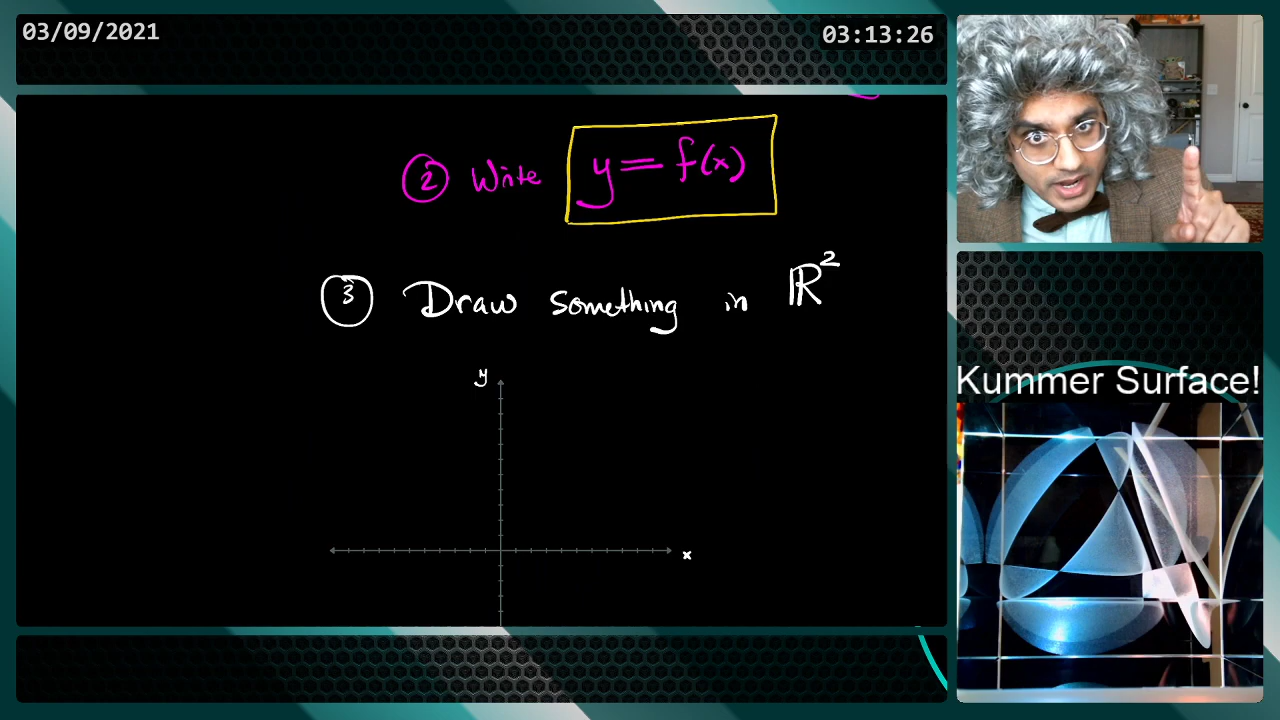 03/09/2021
03:13:26
② Write y = f(x)
③ Draw something in ℝ²
y
x
Kummer Surface!